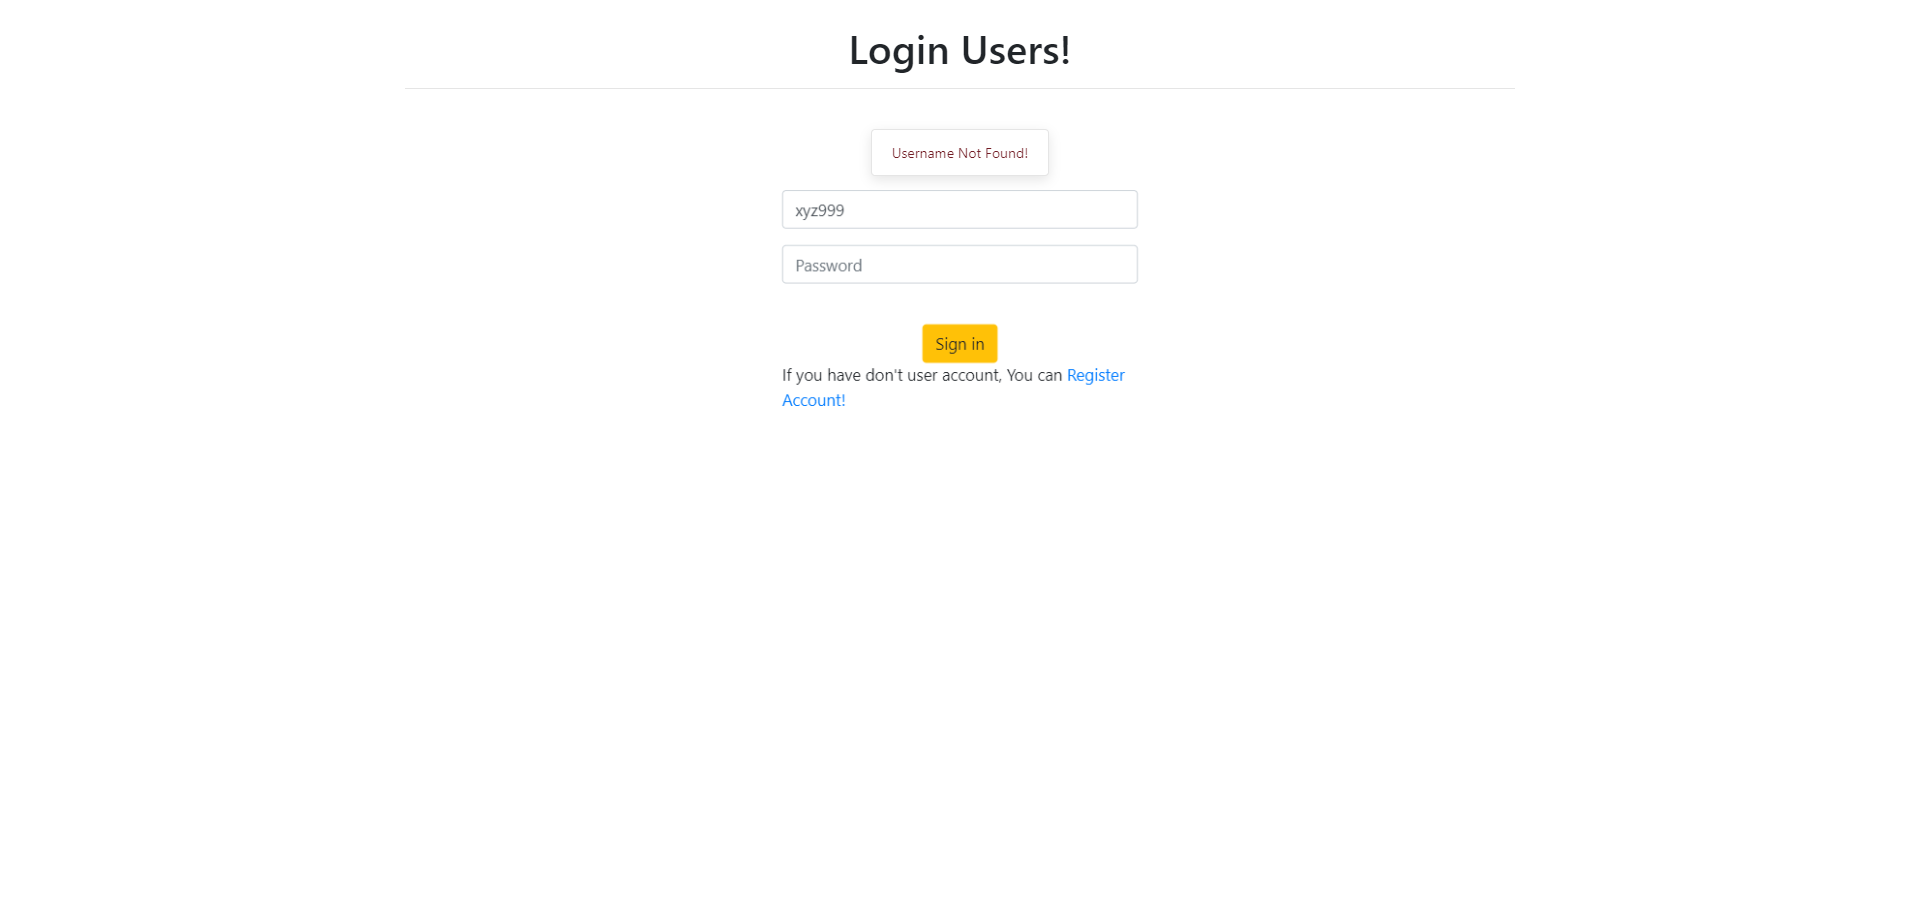 Login Users!
Username Not Found!
xyz999
Password
Sign in
If you have don't user account, You can Register
Account!